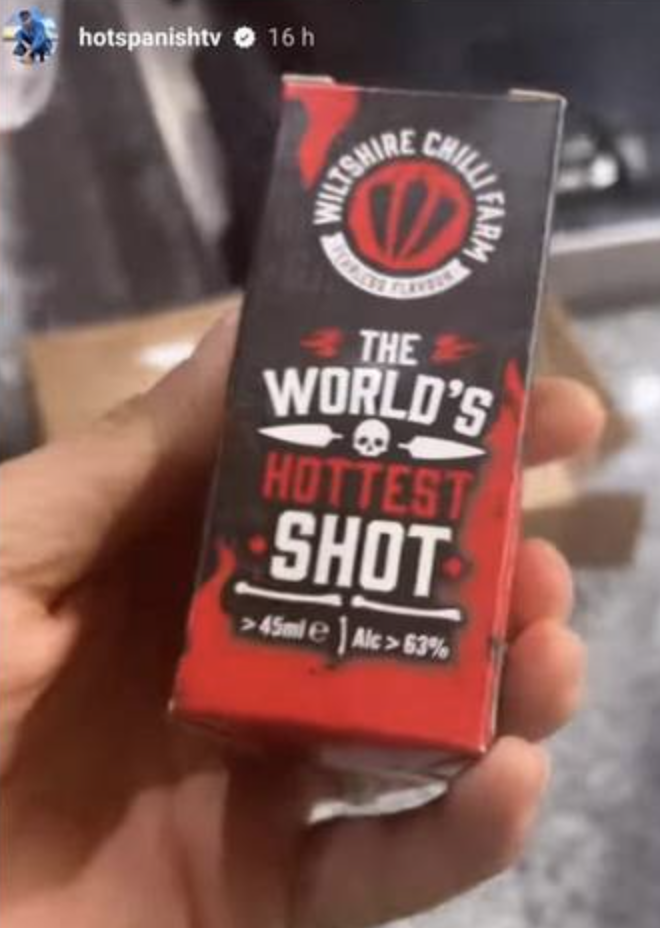 hotspanishtv 16 h
WILTSHIRE CHILLI FARM
FEARLESS FLAVOUR
THE
WORLD'S
HOTTEST
SHOT
> 45ml ℮ Alc > 63%